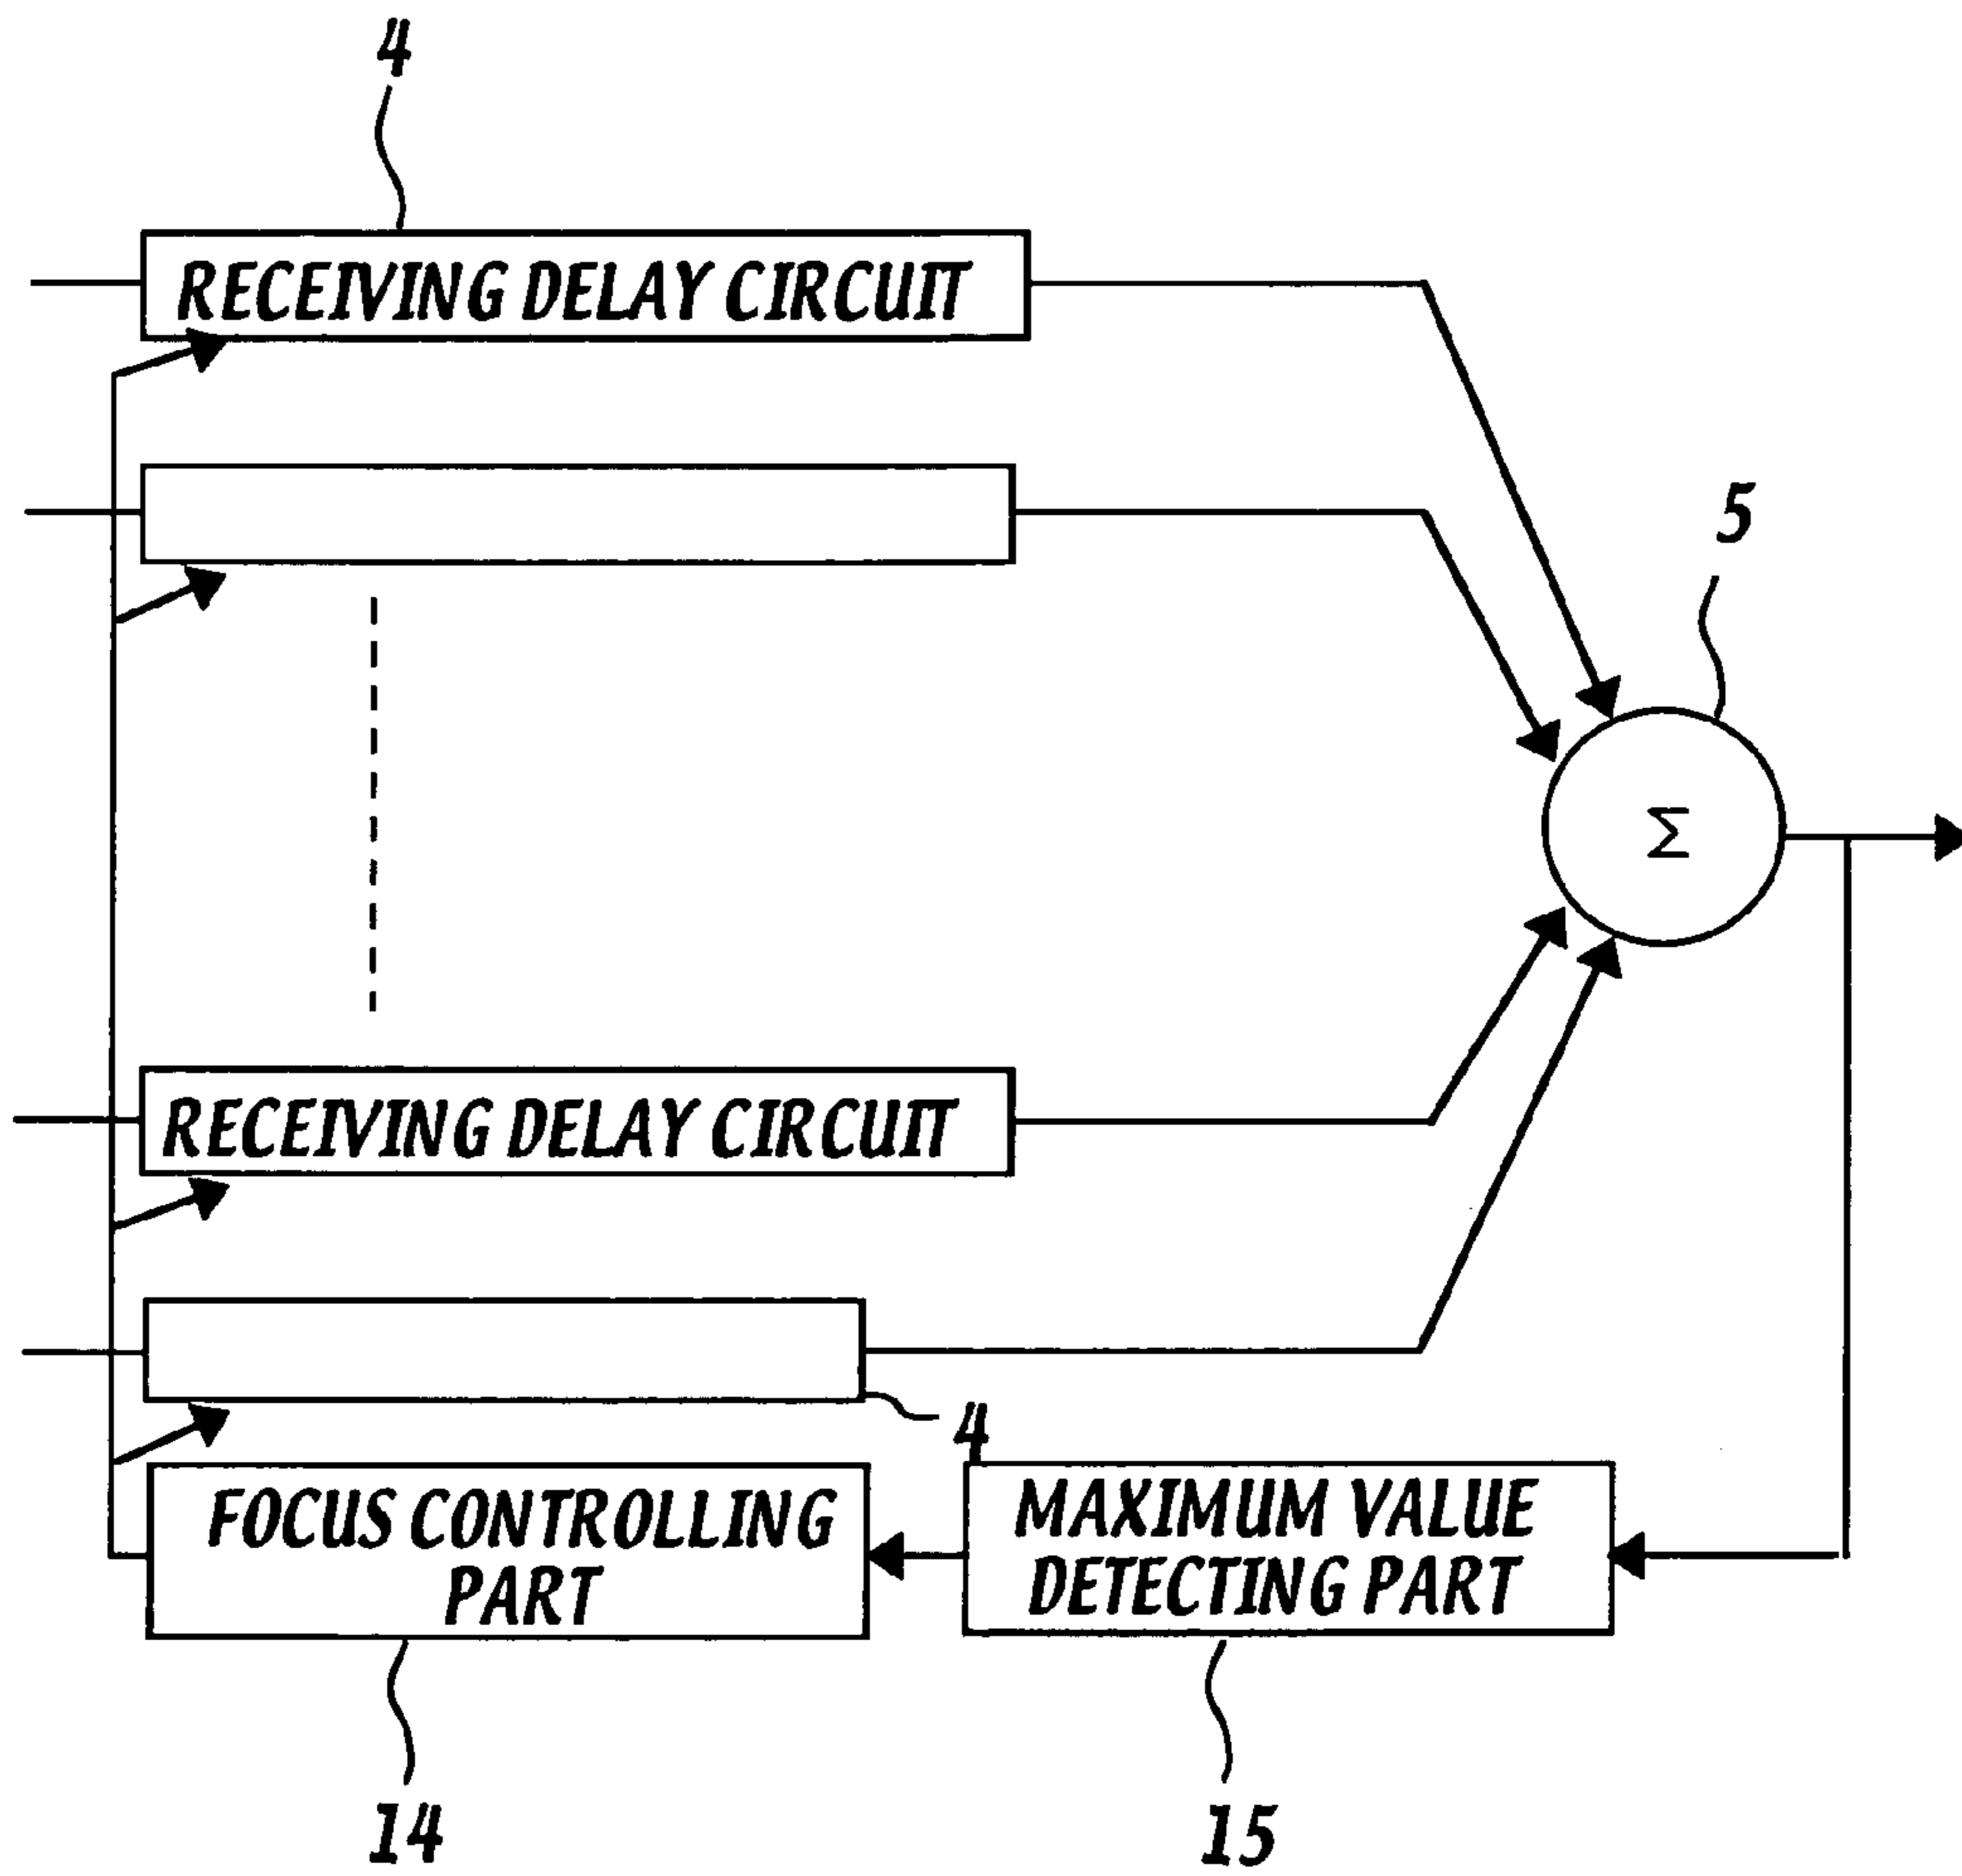 4
RECEIVING DELAY CIRCUIT
5
Σ
RECEIVING DELAY CIRCUIT
4
FOCUS CONTROLLING
PART
MAXIMUM VALUE
DETECTING PART
14
15